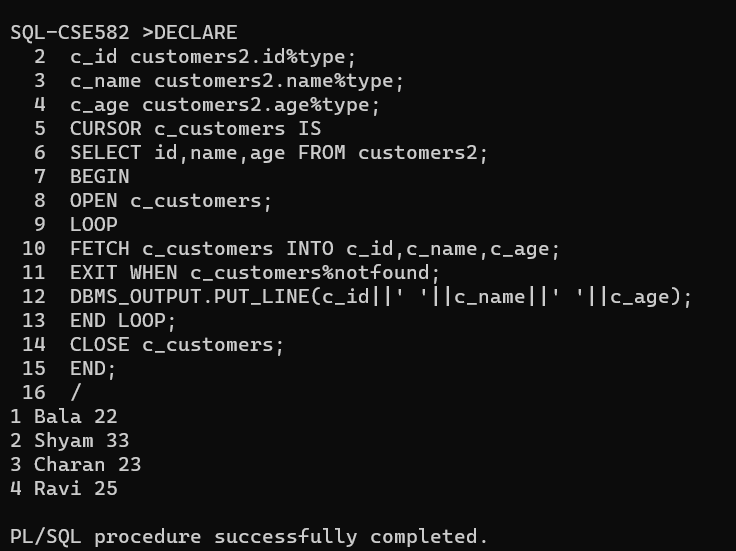 SQL-CSE582 >DECLARE
  2  c_id customers2.id%type;
  3  c_name customers2.name%type;
  4  c_age customers2.age%type;
  5  CURSOR c_customers IS
  6  SELECT id,name,age FROM customers2;
  7  BEGIN
  8  OPEN c_customers;
  9  LOOP
 10  FETCH c_customers INTO c_id,c_name,c_age;
 11  EXIT WHEN c_customers%notfound;
 12  DBMS_OUTPUT.PUT_LINE(c_id||' '||c_name||' '||c_age);
 13  END LOOP;
 14  CLOSE c_customers;
 15  END;
 16  /
1 Bala 22
2 Shyam 33
3 Charan 23
4 Ravi 25
PL/SQL procedure successfully completed.